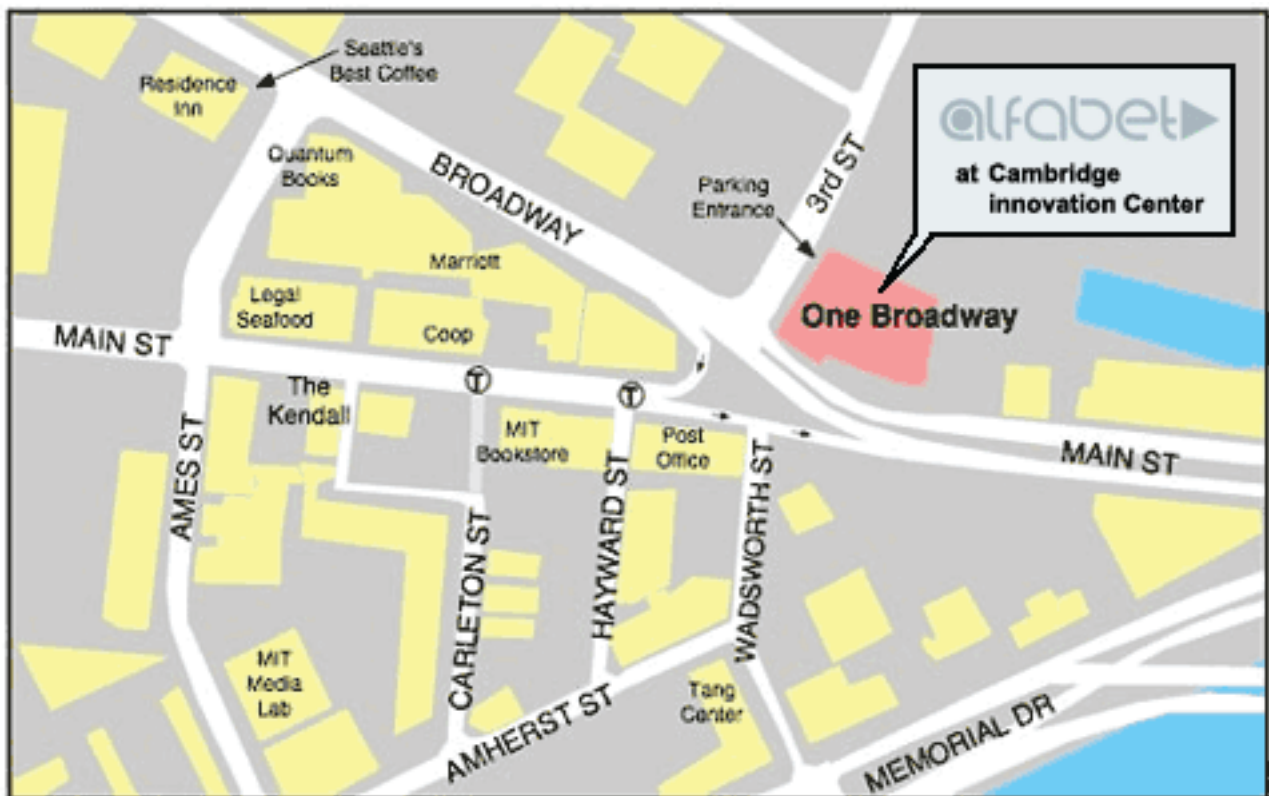 Seattle's
Best Coffee
Residence
Inn
Quantum
Books
BROADWAY
3rd ST
Parking
Entrance
alfabet
at Cambridge
innovation Center
One Broadway
Marriott
Legal
Seafood
Coop
MAIN ST
The
Kendall
T
T
MIT
Bookstore
Post
Office
MAIN ST
AMES ST
CARLETON ST
HAYWARD ST
WADSWORTH ST
MIT
Media
Lab
AMHERST ST
Tang
Center
MEMORIAL DR